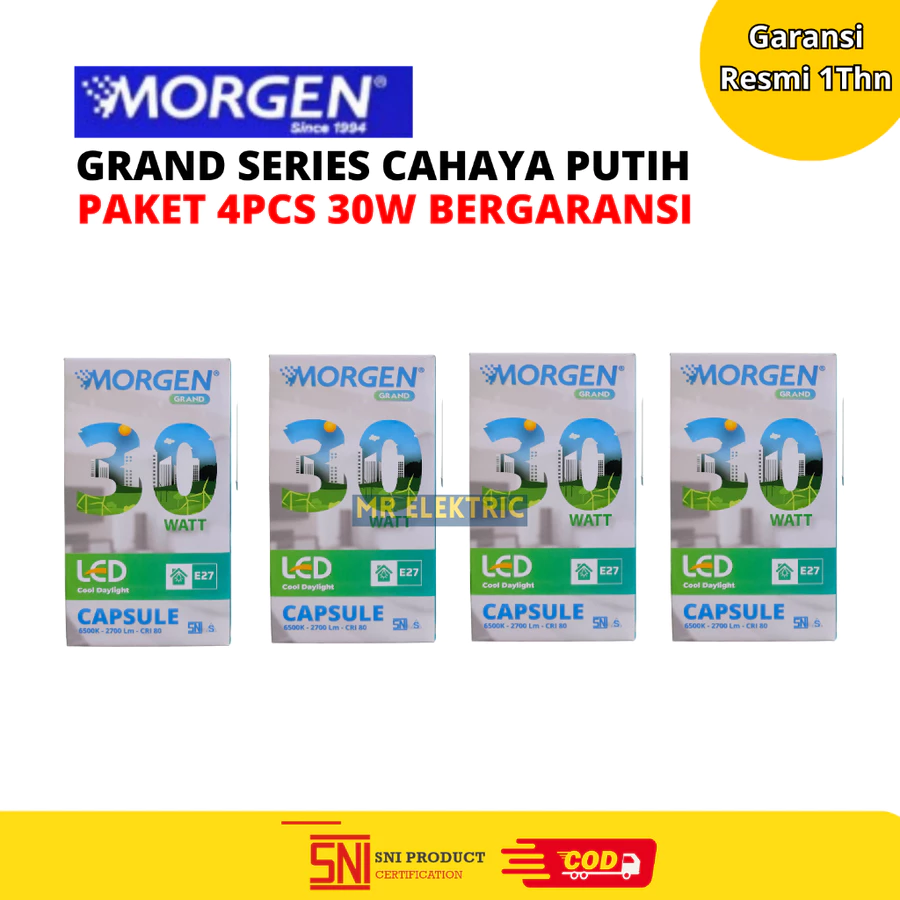 Garansi
Resmi 1Thn
MORGEN®
Since 1994
GRAND SERIES CAHAYA PUTIH
PAKET 4PCS 30W BERGARANSI
MORGEN®
GRAND
30
WATT
LED
Cool Daylight
E27
CAPSULE
6500K - 2700 Lm - CRI 80
SNI
MORGEN®
GRAND
30
WATT
LED
Cool Daylight
E27
CAPSULE
6500K - 2700 Lm - CRI 80
SNI
MORGEN®
GRAND
30
WATT
LED
Cool Daylight
E27
CAPSULE
6500K - 2700 Lm - CRI 80
SNI
MORGEN®
GRAND
30
WATT
LED
Cool Daylight
E27
CAPSULE
6500K - 2700 Lm - CRI 80
SNI
MR ELEKTRIC
SNI
SNI PRODUCT
CERTIFICATION
COD